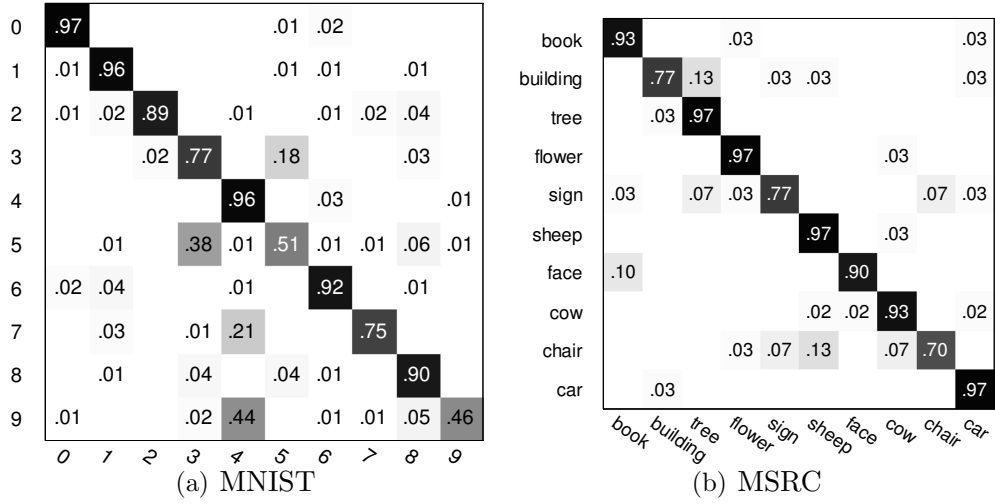 0 .97 .01 .02
1 .01 .96 .01 .01 .01
2 .01 .02 .89 .01 .01 .02 .04
3 .02 .77 .18 .03
4 .96 .03 .01
5 .01 .38 .01 .51 .01 .01 .06 .01
6 .02 .04 .01 .92 .01
7 .03 .01 .21 .75
8 .01 .04 .04 .01 .90
9 .01 .02 .44 .01 .01 .05 .46
0 1 2 3 4 5 6 7 8 9
(a) MNIST
book .93 .03 .03
building .77 .13 .03 .03 .03
tree .03 .97
flower .97 .03
sign .03 .07 .03 .77 .07 .03
sheep .97 .03
face .10 .90
cow .02 .02 .93 .02
chair .03 .07 .13 .07 .70
car .03 .97
book building tree flower sign sheep face cow chair car
(b) MSRC